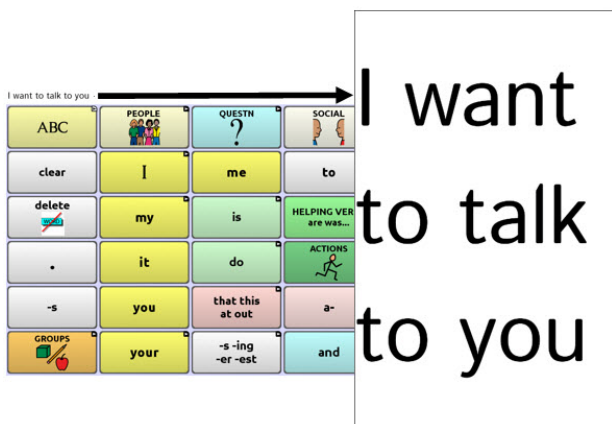 I want to talk to you -
I want
to talk
to you
ABC
PEOPLE
QUESTN
?
SOCIAL
clear
I
me
to
delete
WORD
my
is
HELPING VER
are was...
.
it
do
ACTIONS
-s
you
that this
at out
a-
GROUPS
your
-s -ing
-er -est
and